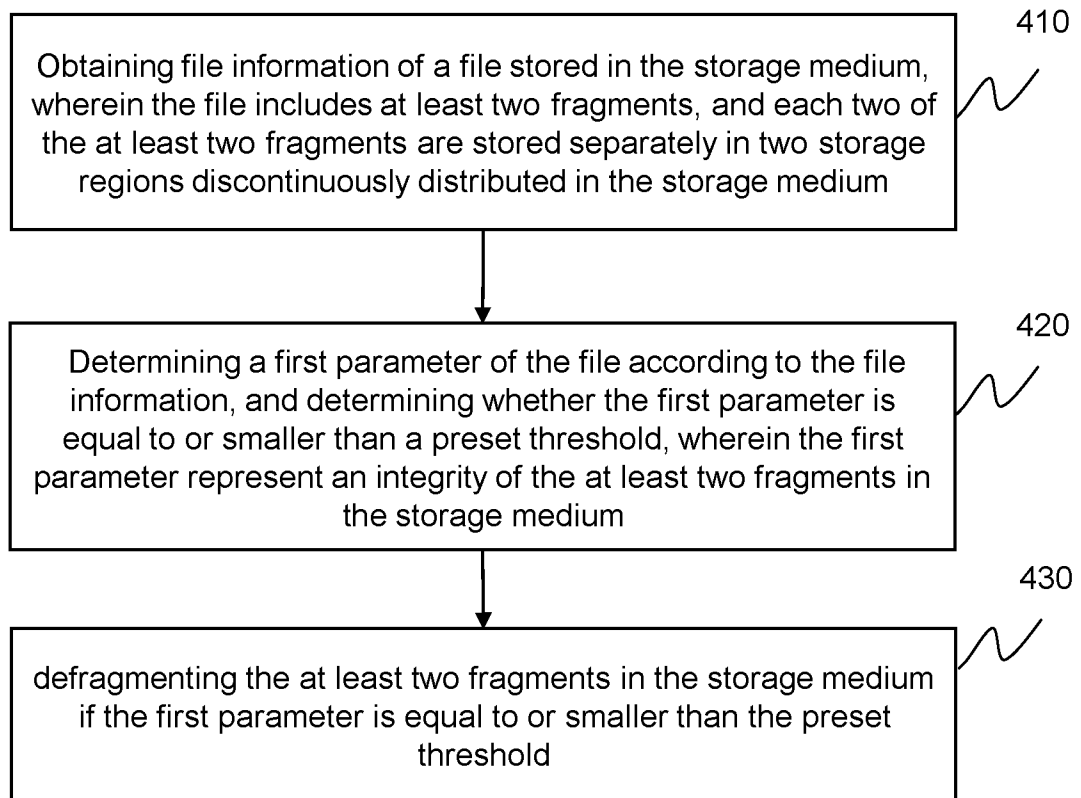 410
Obtaining file information of a file stored in the storage medium,
wherein the file includes at least two fragments, and each two of
the at least two fragments are stored separately in two storage
regions discontinuously distributed in the storage medium
420
Determining a first parameter of the file according to the file
information, and determining whether the first parameter is
equal to or smaller than a preset threshold, wherein the first
parameter represent an integrity of the at least two fragments in
the storage medium
430
defragmenting the at least two fragments in the storage medium
if the first parameter is equal to or smaller than the preset
threshold